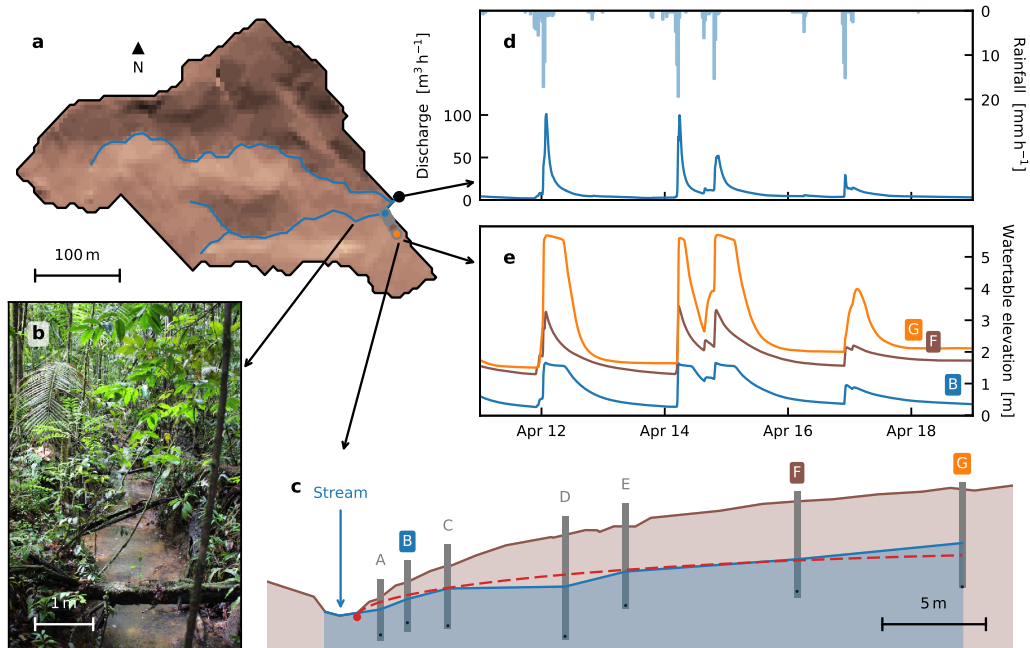 a
N
100 m
b
1 m
d
Discharge [m³ h⁻¹]
100
50
0
0
10
20
Rainfall [mm h⁻¹]
e
G
F
B
5
4
3
2
1
0
Watertable elevation [m]
Apr 12
Apr 14
Apr 16
Apr 18
c
Stream
A
B
C
D
E
F
G
5 m